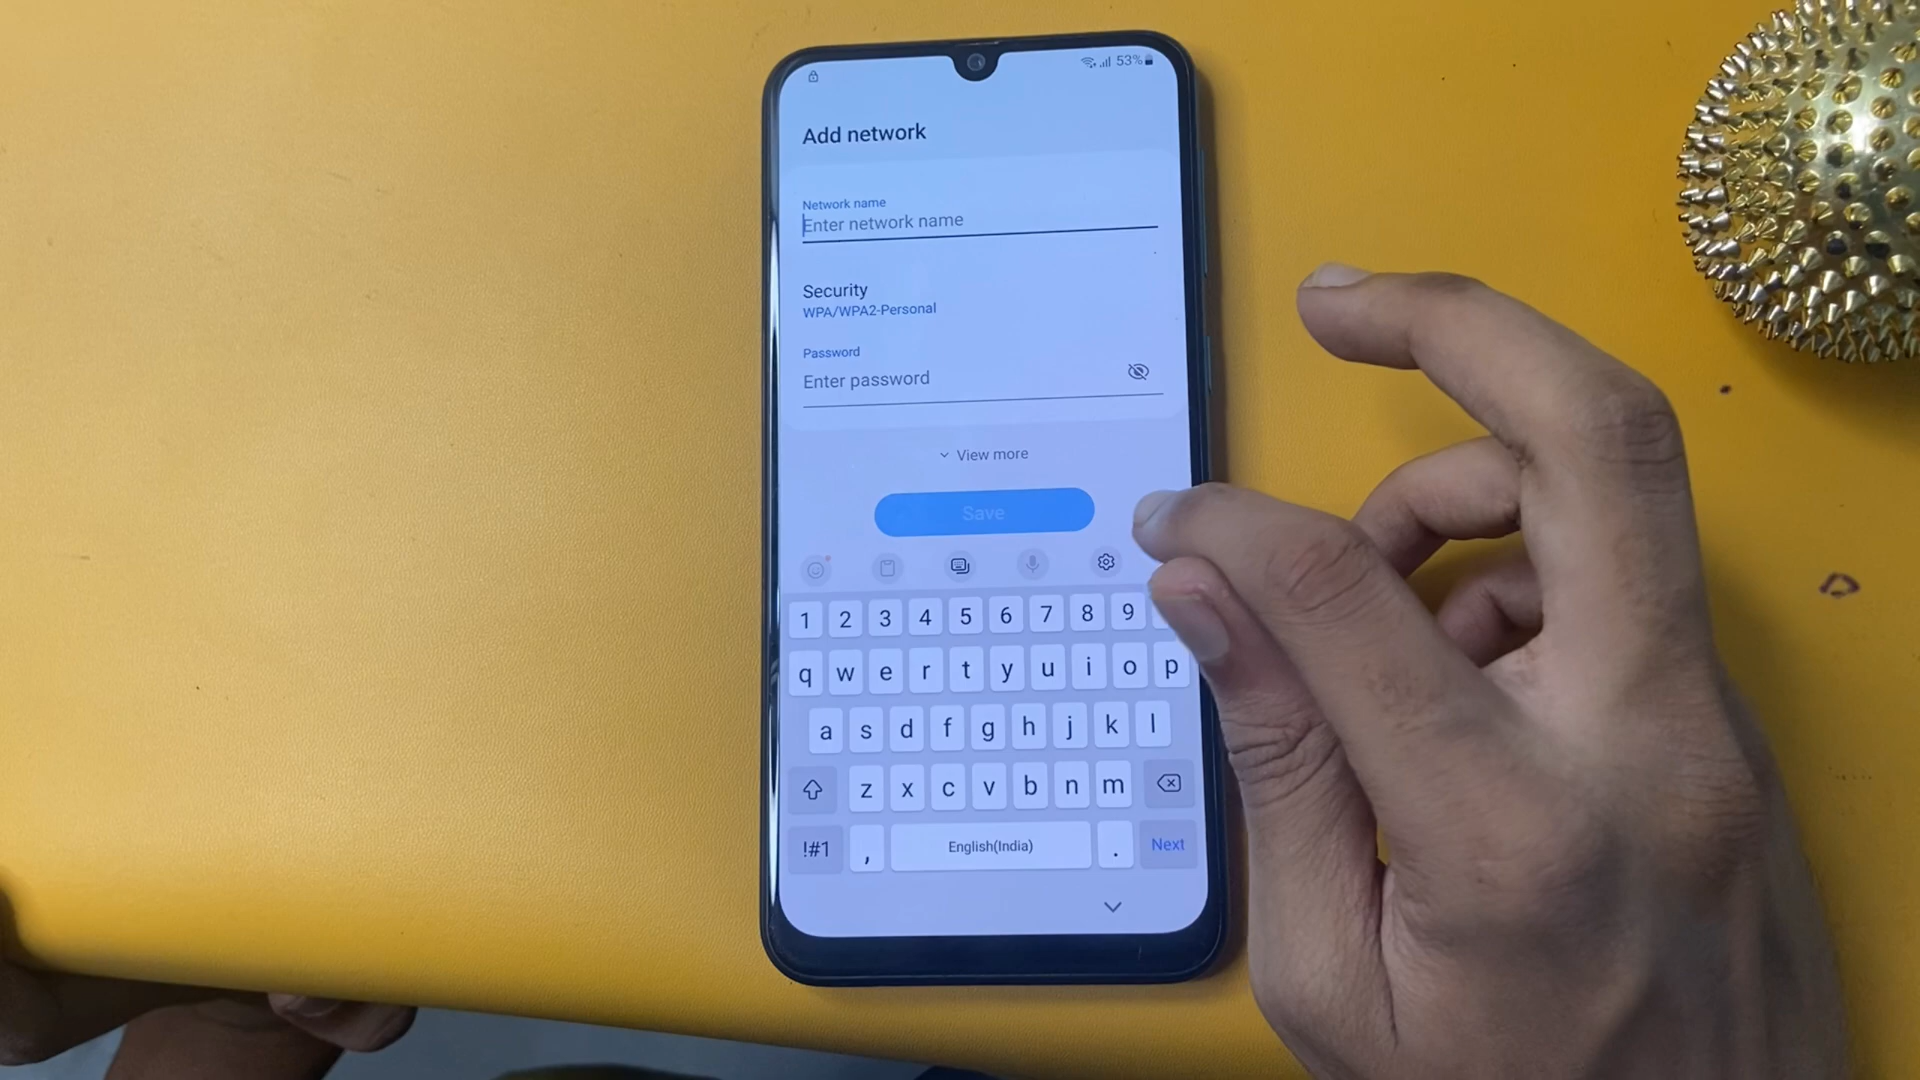 53%
Add network
Network name
Enter network name
Security
WPA/WPA2-Personal
Password
Enter password
View more
Save
1 2 3 4 5 6 7 8 9
q w e r t y u i o p
a s d f g h j k l
z x c v b n m
!#1 , English(India) . Next